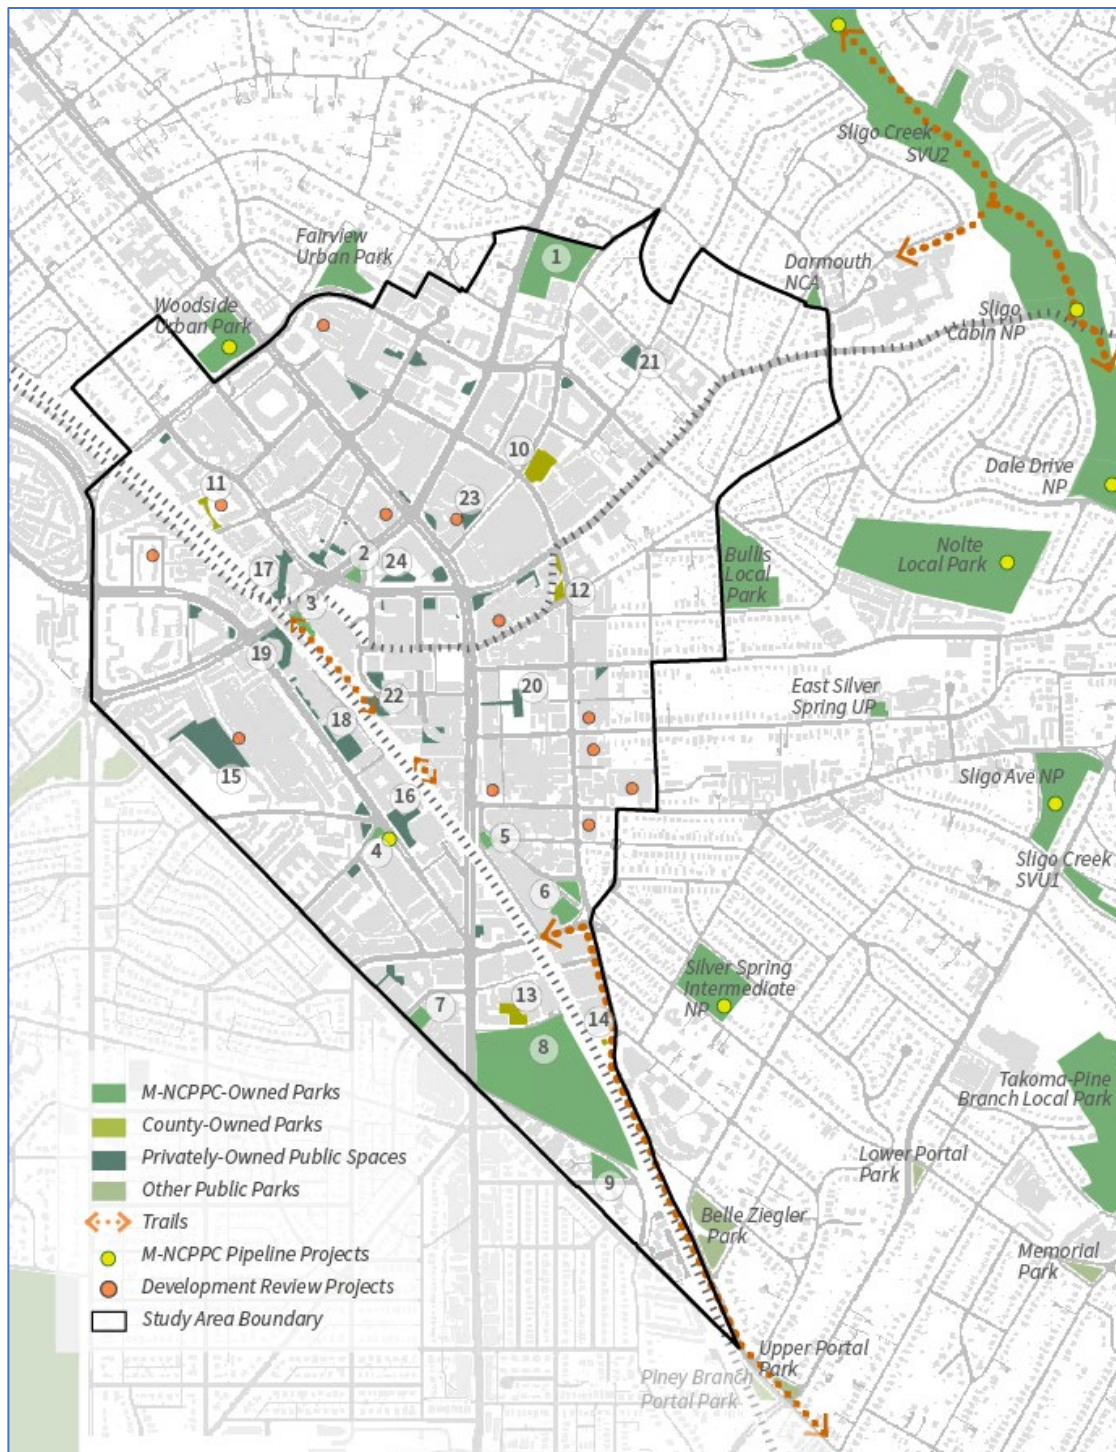 Sligo Creek
SVU2
Fairview
Urban Park
1
Darmouth
NCA
Woodside
Urban Park
Sligo
Cabin NP
21
10
Dale Drive
NP
11
23
Nolte
Local Park
2
24
17
Bullis
Local
Park
12
3
19
20
East Silver
Spring UP
22
18
15
Sligo Ave NP
16
5
4
Sligo Creek
SVU1
6
Silver Spring
Intermediate
NP
7
13
14
8
Takoma-Pine
Branch Local Park
M-NCPPC-Owned Parks
County-Owned Parks
Privately-Owned Public Spaces
Other Public Parks
Trails
M-NCPPC Pipeline Projects
Development Review Projects
Study Area Boundary
Lower Portal
Park
9
Belle Ziegler
Park
Memorial
Park
Upper Portal
Park
Piney Branch
Portal Park